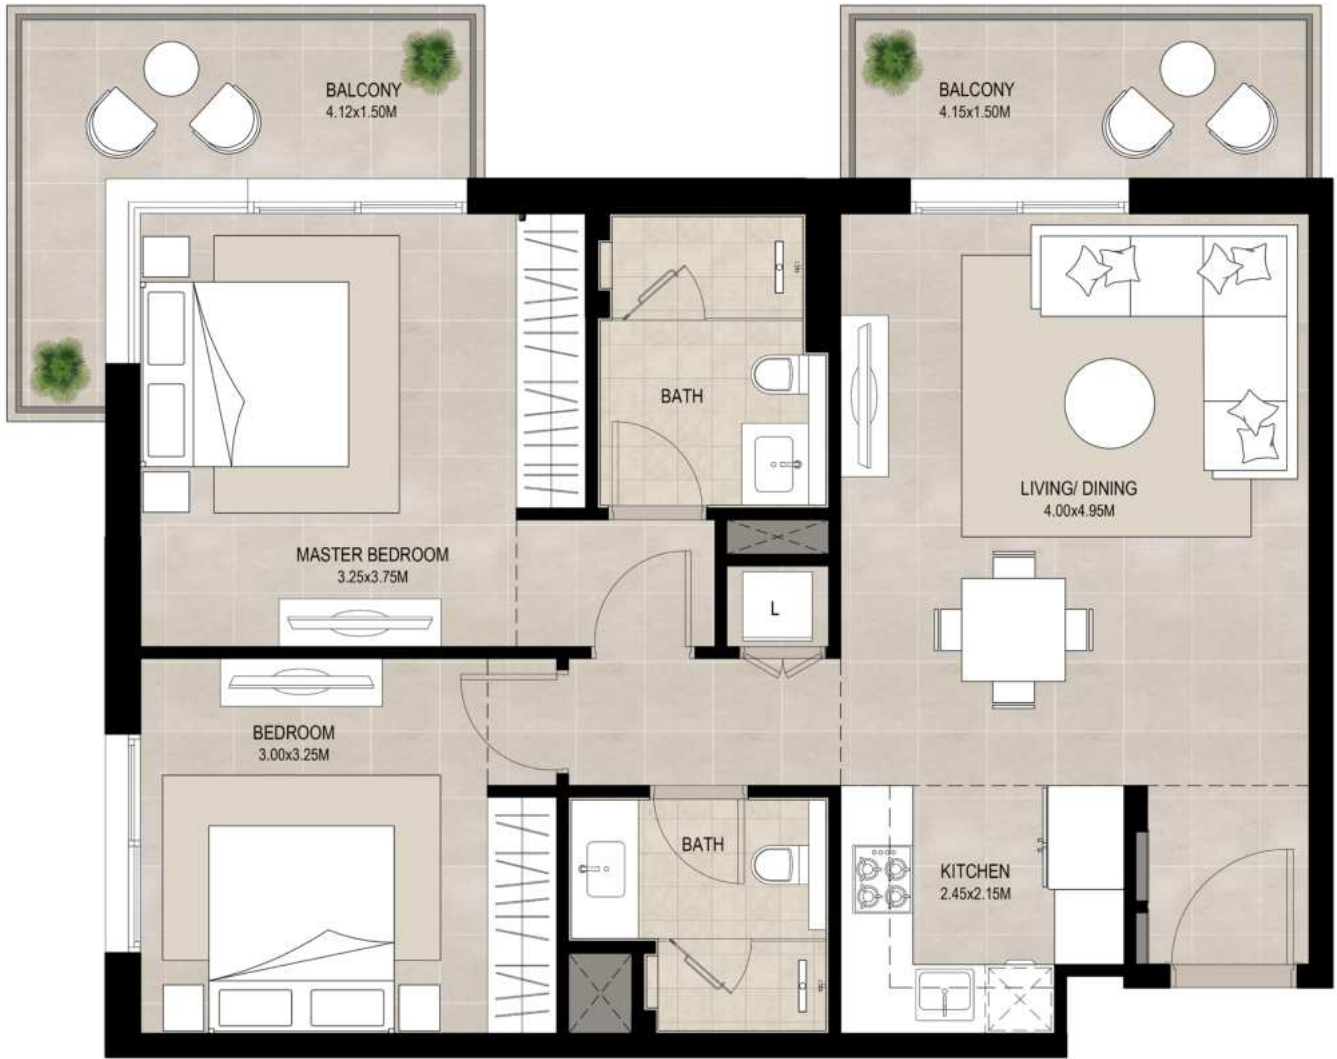 BALCONY
4.12x1.50M
BALCONY
4.15x1.50M
BATH
LIVING/ DINING
4.00x4.95M
MASTER BEDROOM
3.25x3.75M
L
BEDROOM
3.00x3.25M
BATH
KITCHEN
2.45x2.15M